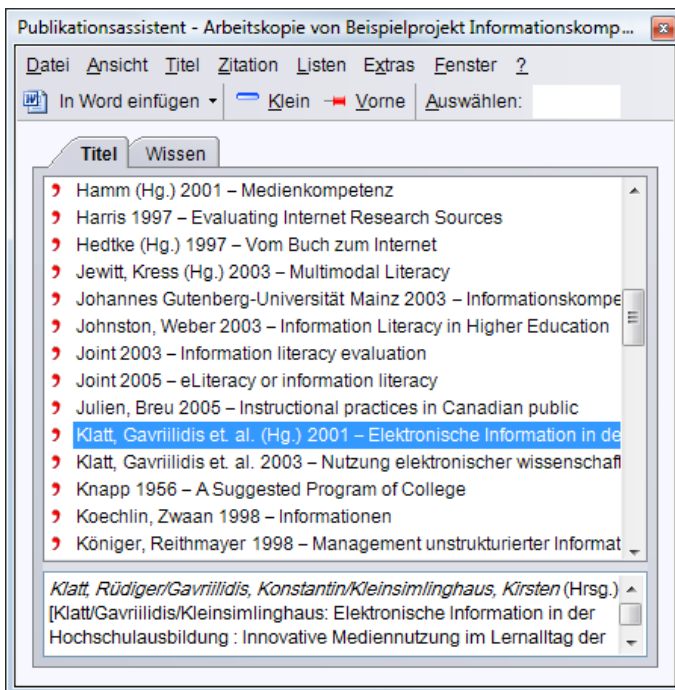 Publikationsassistent - Arbeitskopie von Beispielprojekt Informationskomp...
Datei Ansicht Titel Zitation Listen Extras Fenster ?
In Word einfügen Klein Vorne Auswählen:
Titel Wissen
Hamm (Hg.) 2001 – Medienkompetenz
Harris 1997 – Evaluating Internet Research Sources
Hedtke (Hg.) 1997 – Vom Buch zum Internet
Jewitt, Kress (Hg.) 2003 – Multimodal Literacy
Johannes Gutenberg-Universität Mainz 2003 – Informationskompe
Johnston, Weber 2003 – Information Literacy in Higher Education
Joint 2003 – Information literacy evaluation
Joint 2005 – eLiteracy or information literacy
Julien, Breu 2005 – Instructional practices in Canadian public
Klatt, Gavriilidis et. al. (Hg.) 2001 – Elektronische Information in de
Klatt, Gavriilidis et. al. 2003 – Nutzung elektronischer wissenschaft
Knapp 1956 – A Suggested Program of College
Koechlin, Zwaan 1998 – Informationen
Königer, Reithmayer 1998 – Management unstrukturierter Informat
Klatt, Rüdiger/Gavriilidis, Konstantin/Kleinsimlinghaus, Kirsten (Hrsg.)
[Klatt/Gavriilidis/Kleinsimlinghaus: Elektronische Information in der
Hochschulausbildung : Innovative Mediennutzung im Lernalltag der